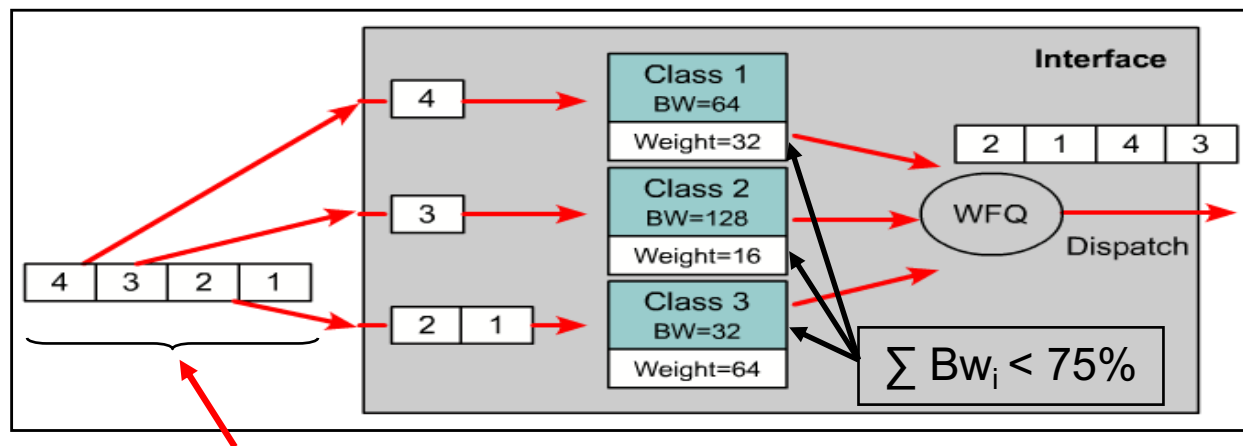 Interface
4
Class 1
BW=64
Weight=32
2 1 4 3
3
Class 2
BW=128
Weight=16
WFQ
Dispatch
4 3 2 1
2 1
Class 3
BW=32
Weight=64
∑ Bwᵢ < 75%